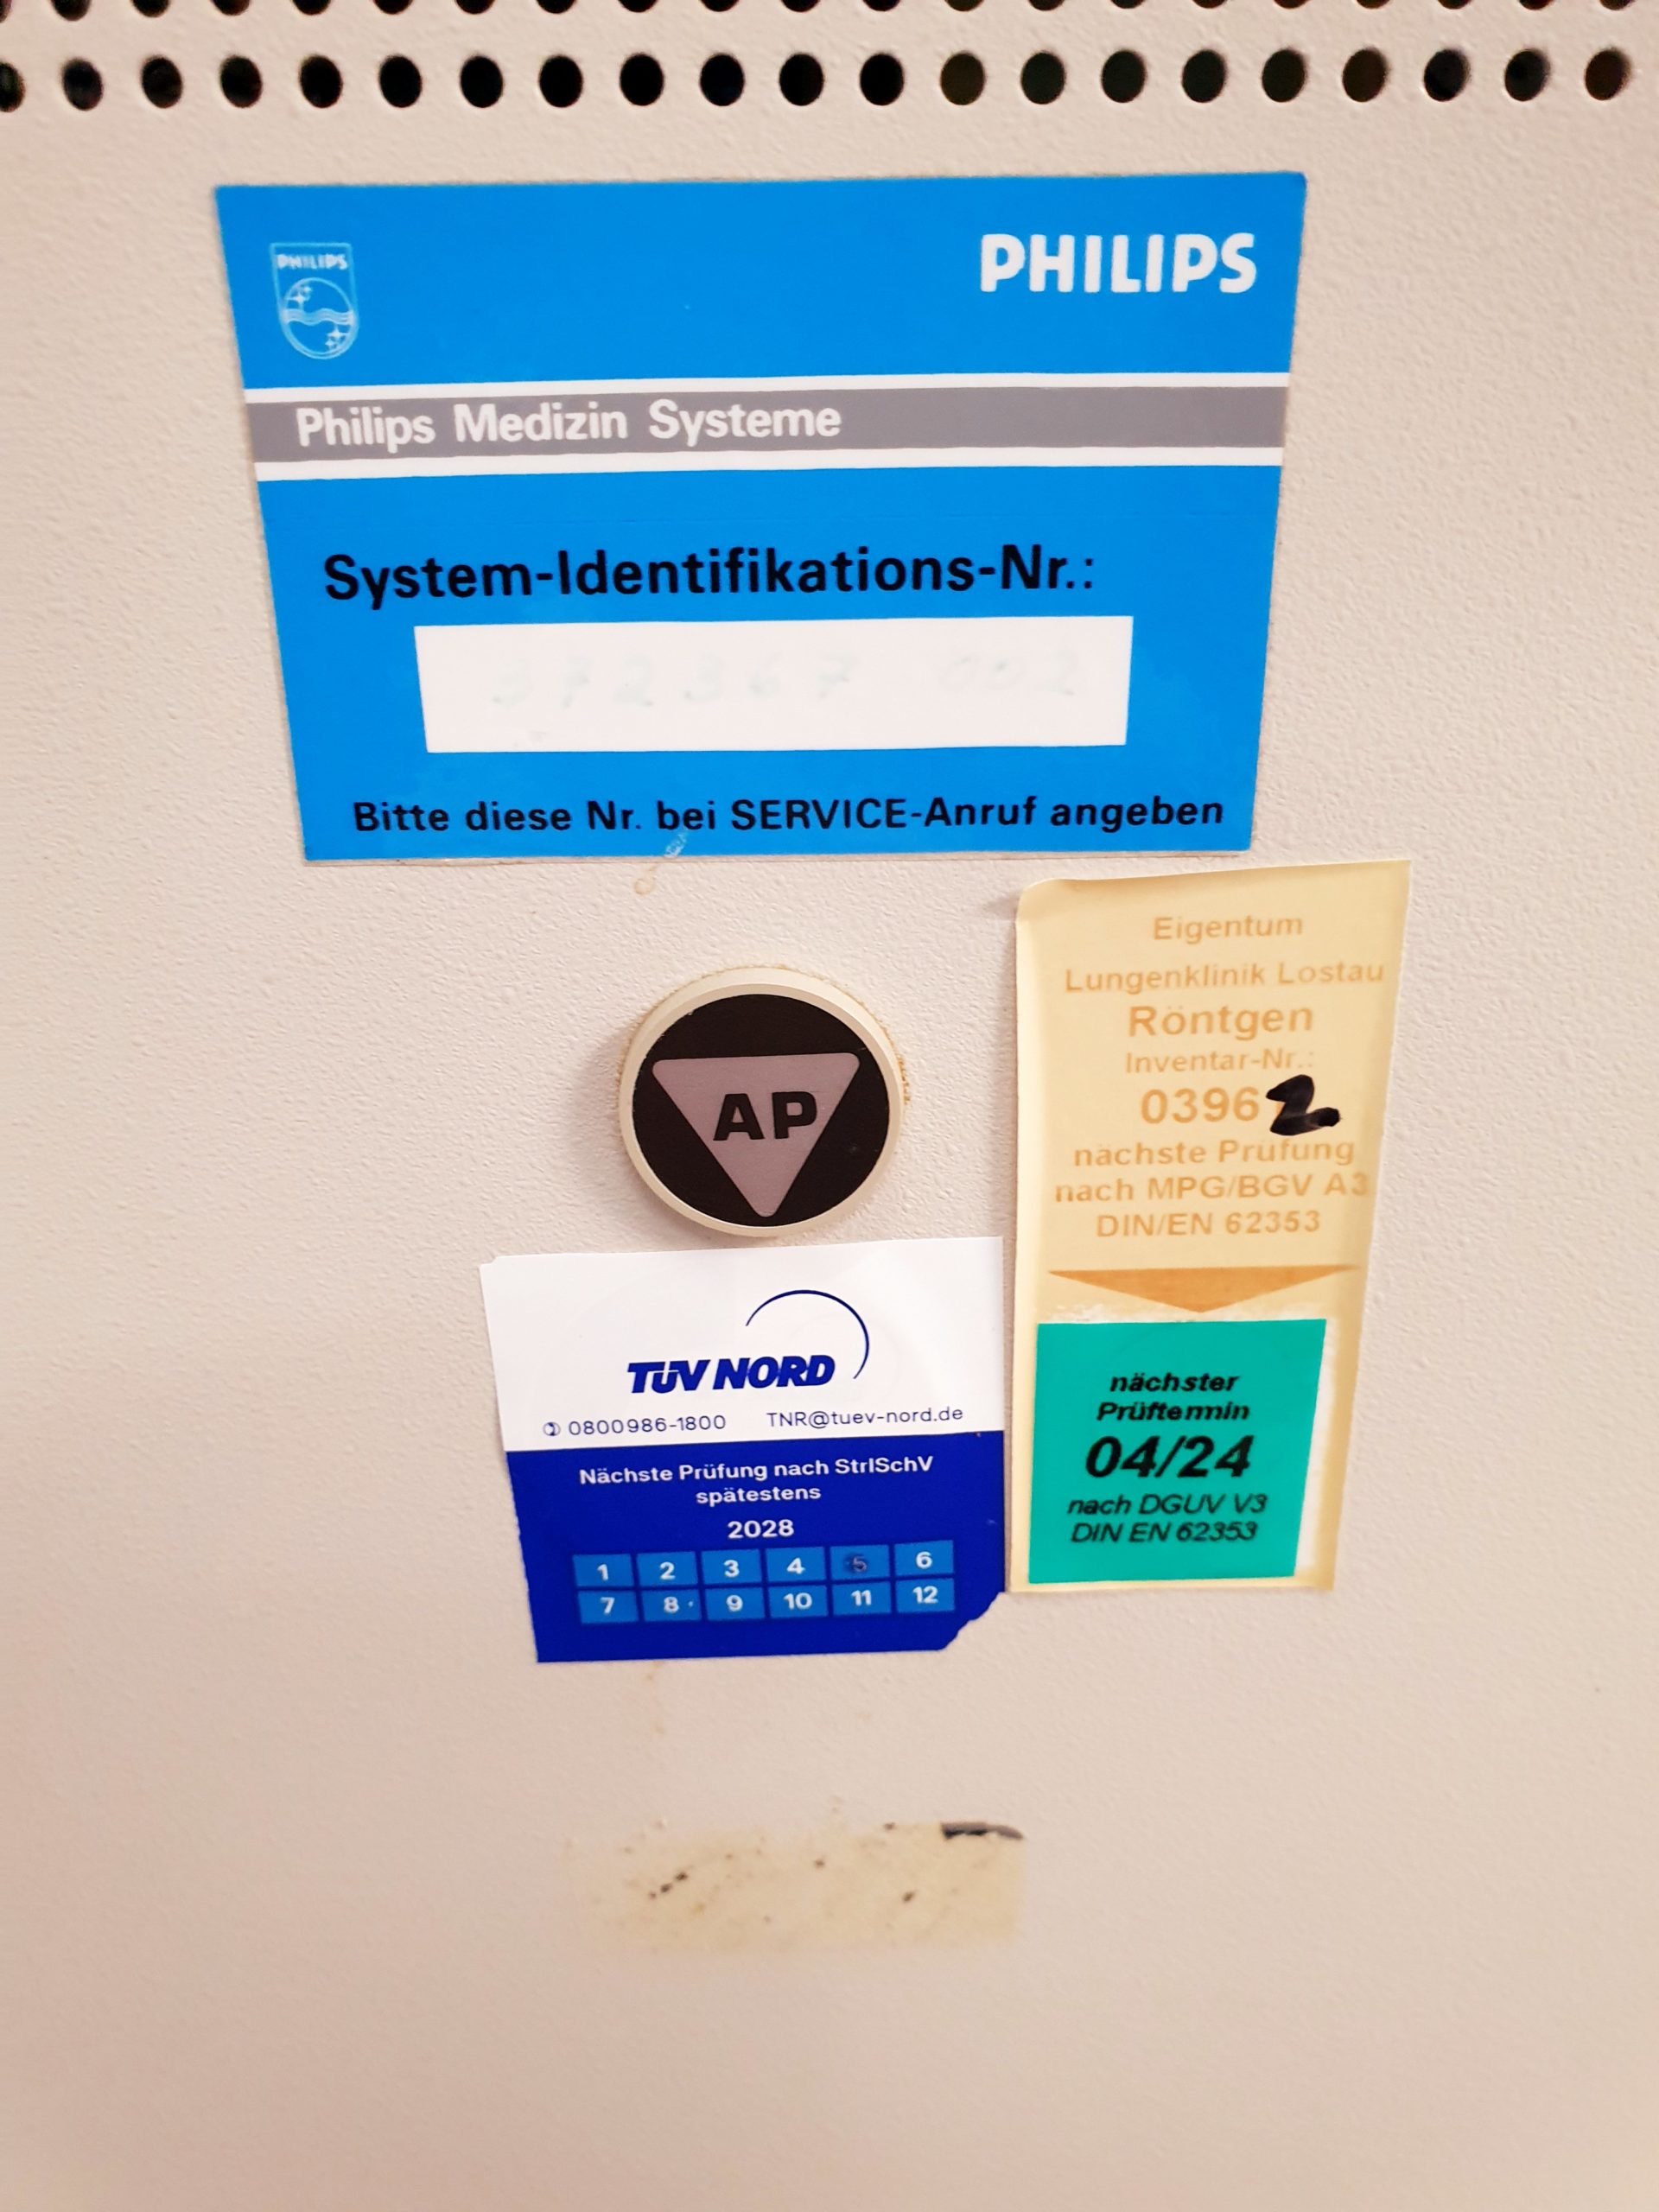 PHILIPS
PHILIPS
Philips Medizin Systeme
System-Identifikations-Nr.:
372367 002
Bitte diese Nr. bei SERVICE-Anruf angeben
Eigentum
Lungenklinik Lostau
Röntgen
Inventar-Nr.:
03962
nächste Prüfung
nach MPG/BGV A3
DIN/EN 62353
AP
TÜV NORD
0800986-1800 TNR@tuev-nord.de
Nächste Prüfung nach StrlSchV
spätestens
2028
1 2 3 4 5 6
7 8 9 10 11 12
nächster
Prüftermin
04/24
nach DGUV V3
DIN EN 62353